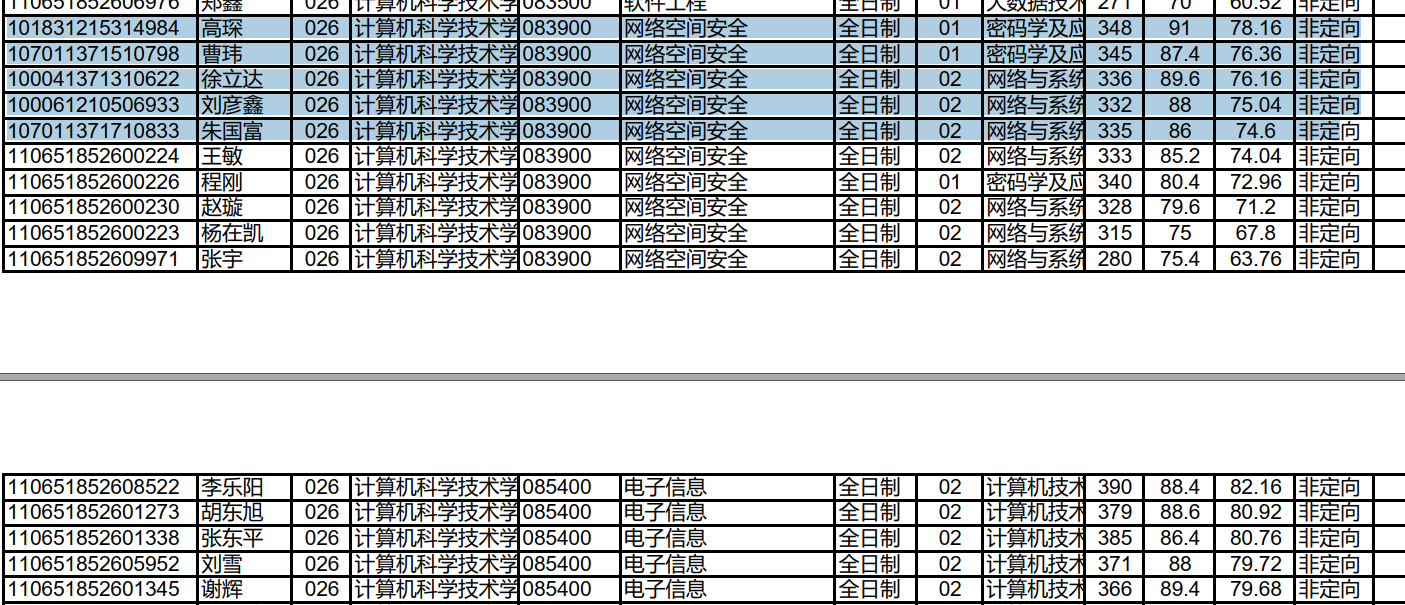 110651852606976 郑鑫 026 计算机科学技术学 083500 软件工程 全日制 01 大数据技术 271 70 60.52 非定向
101831215314984 高琛 026 计算机科学技术学 083900 网络空间安全 全日制 01 密码学及应 348 91 78.16 非定向
107011371510798 曹玮 026 计算机科学技术学 083900 网络空间安全 全日制 01 密码学及应 345 87.4 76.36 非定向
100041371310622 徐立达 026 计算机科学技术学 083900 网络空间安全 全日制 02 网络与系统 336 89.6 76.16 非定向
100061210506933 刘彦鑫 026 计算机科学技术学 083900 网络空间安全 全日制 02 网络与系统 332 88 75.04 非定向
107011371710833 朱国富 026 计算机科学技术学 083900 网络空间安全 全日制 02 网络与系统 335 86 74.6 非定向
110651852600224 王敏 026 计算机科学技术学 083900 网络空间安全 全日制 02 网络与系统 333 85.2 74.04 非定向
110651852600226 程刚 026 计算机科学技术学 083900 网络空间安全 全日制 01 密码学及应 340 80.4 72.96 非定向
110651852600230 赵璇 026 计算机科学技术学 083900 网络空间安全 全日制 02 网络与系统 328 79.6 71.2 非定向
110651852600223 杨在凯 026 计算机科学技术学 083900 网络空间安全 全日制 02 网络与系统 315 75 67.8 非定向
110651852609971 张宇 026 计算机科学技术学 083900 网络空间安全 全日制 02 网络与系统 280 75.4 63.76 非定向
110651852608522 李乐阳 026 计算机科学技术学 085400 电子信息 全日制 02 计算机技术 390 88.4 82.16 非定向
110651852601273 胡东旭 026 计算机科学技术学 085400 电子信息 全日制 02 计算机技术 379 88.6 80.92 非定向
110651852601338 张东平 026 计算机科学技术学 085400 电子信息 全日制 02 计算机技术 385 86.4 80.76 非定向
110651852605952 刘雪 026 计算机科学技术学 085400 电子信息 全日制 02 计算机技术 371 88 79.72 非定向
110651852601345 谢辉 026 计算机科学技术学 085400 电子信息 全日制 02 计算机技术 366 89.4 79.68 非定向